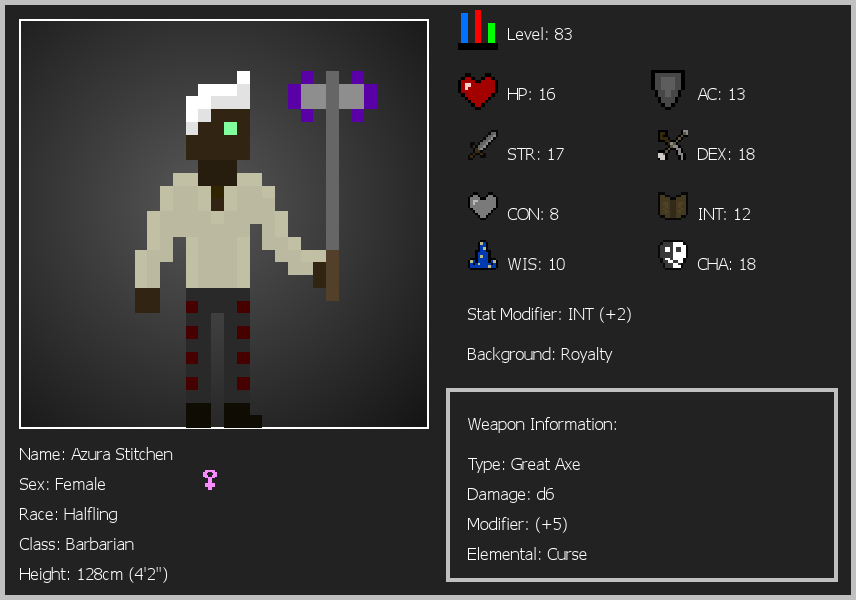 Level: 83
HP: 16
AC: 13
STR: 17
DEX: 18
CON: 8
INT: 12
WIS: 10
CHA: 18
Stat Modifier: INT (+2)
Background: Royalty
Weapon Information:
Type: Great Axe
Damage: d6
Modifier: (+5)
Elemental: Curse
Name: Azura Stitchen
Sex: Female
Race: Halfling
Class: Barbarian
Height: 128cm (4'2")